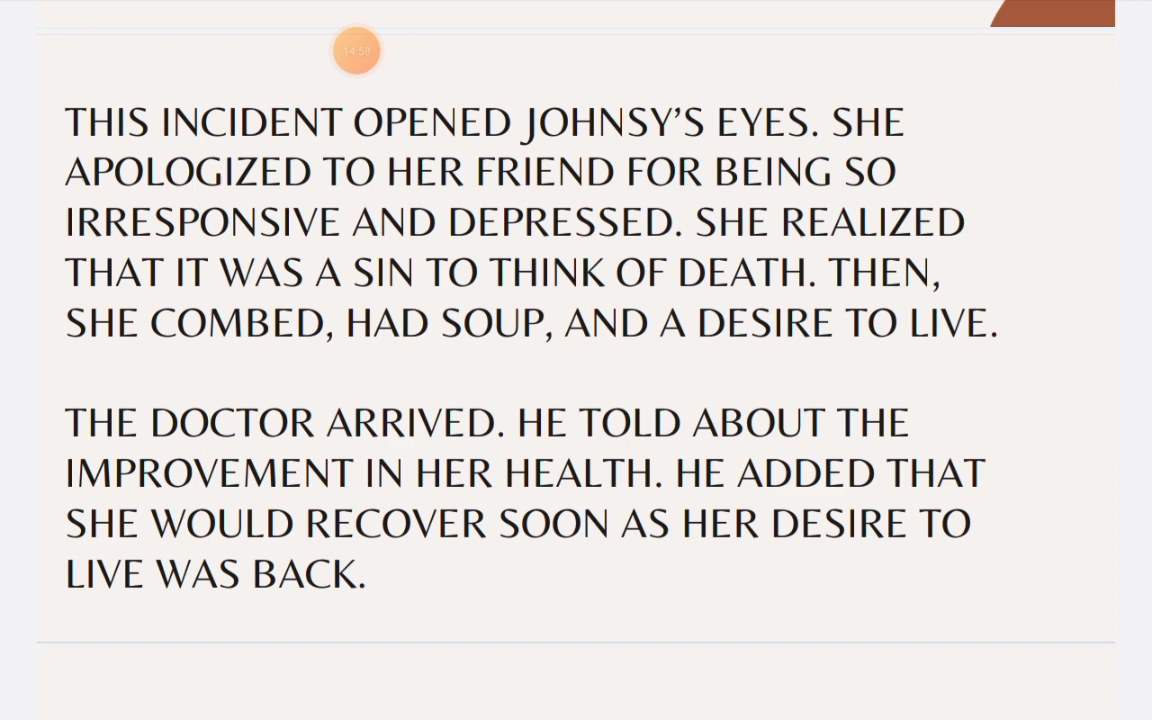 14:58
THIS INCIDENT OPENED JOHNSY’S EYES. SHE
APOLOGIZED TO HER FRIEND FOR BEING SO
IRRESPONSIVE AND DEPRESSED. SHE REALIZED
THAT IT WAS A SIN TO THINK OF DEATH. THEN,
SHE COMBED, HAD SOUP, AND A DESIRE TO LIVE.
THE DOCTOR ARRIVED. HE TOLD ABOUT THE
IMPROVEMENT IN HER HEALTH. HE ADDED THAT
SHE WOULD RECOVER SOON AS HER DESIRE TO
LIVE WAS BACK.